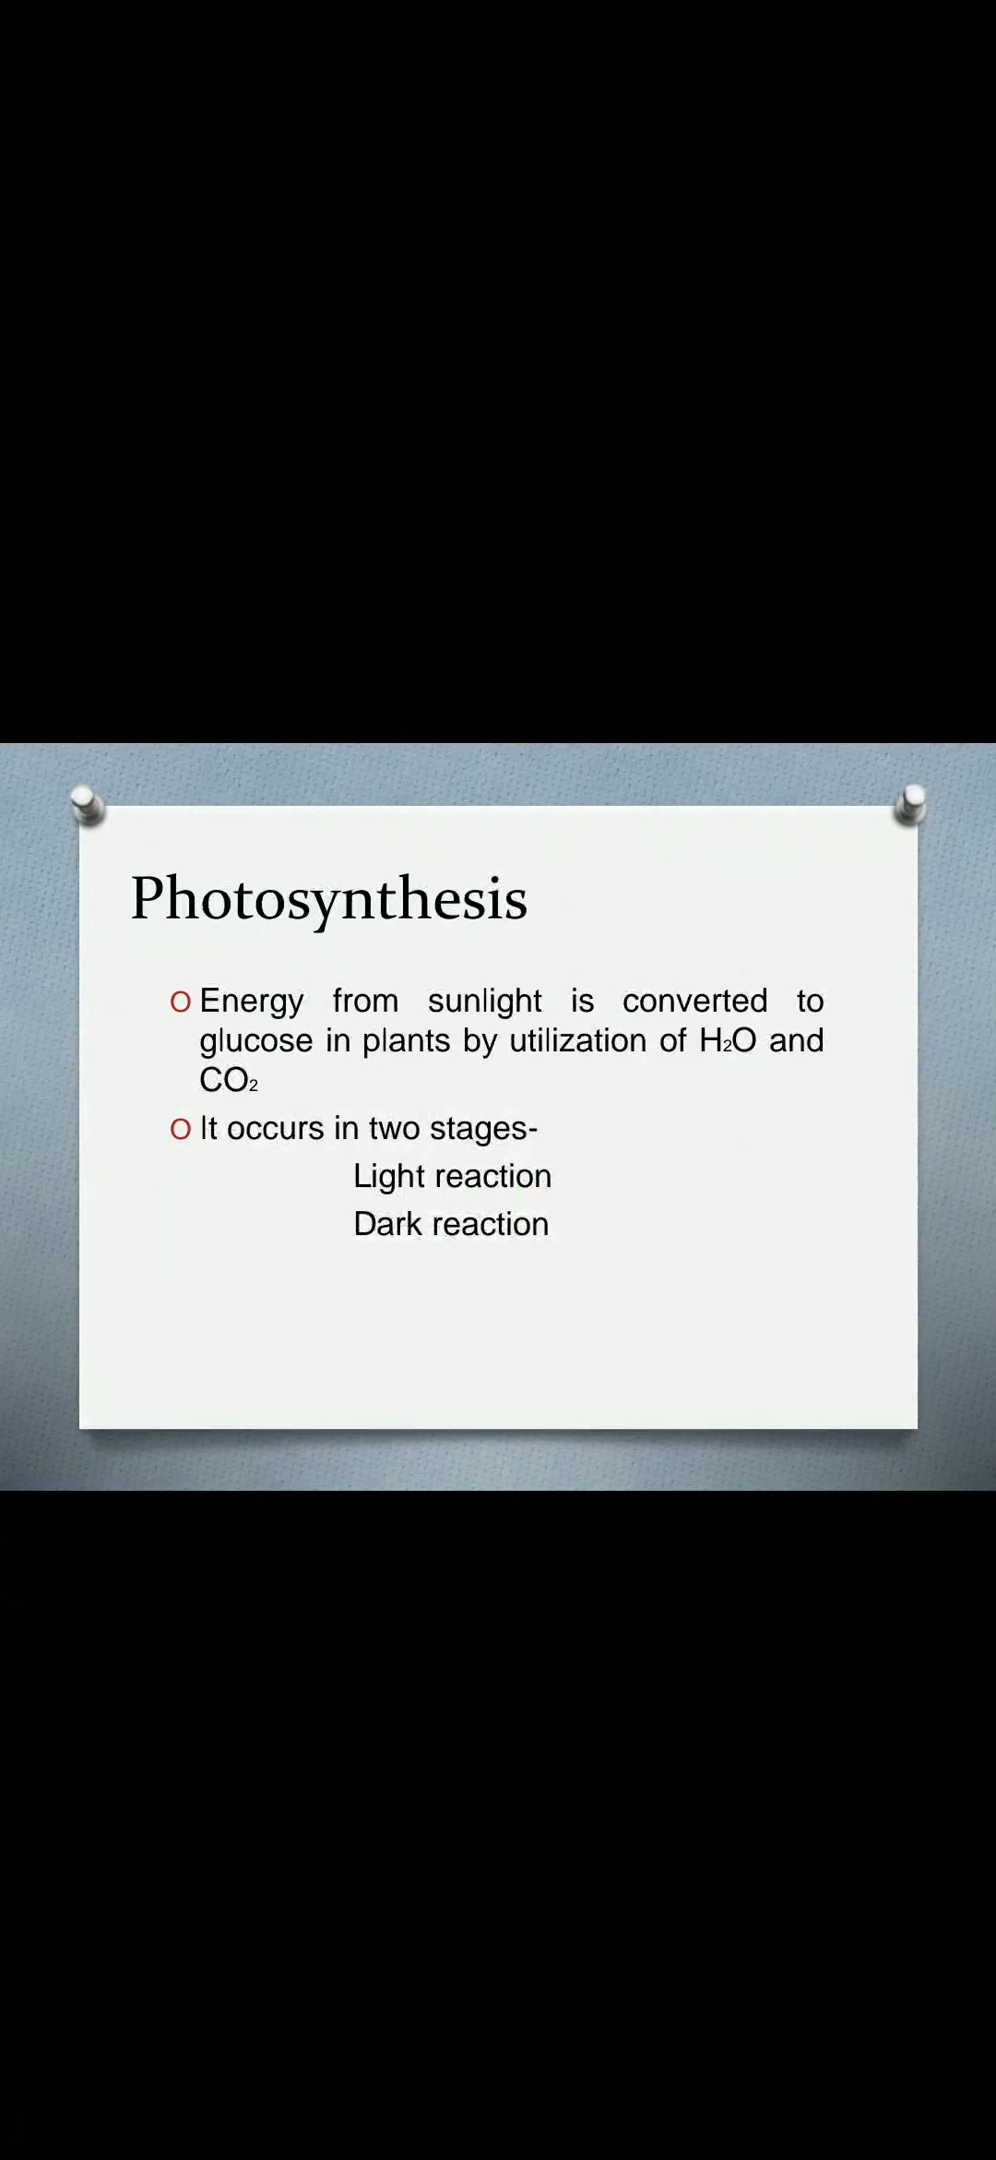 Photosynthesis
O Energy from sunlight is converted to
glucose in plants by utilization of H₂O and
CO₂
O It occurs in two stages-
Light reaction
Dark reaction